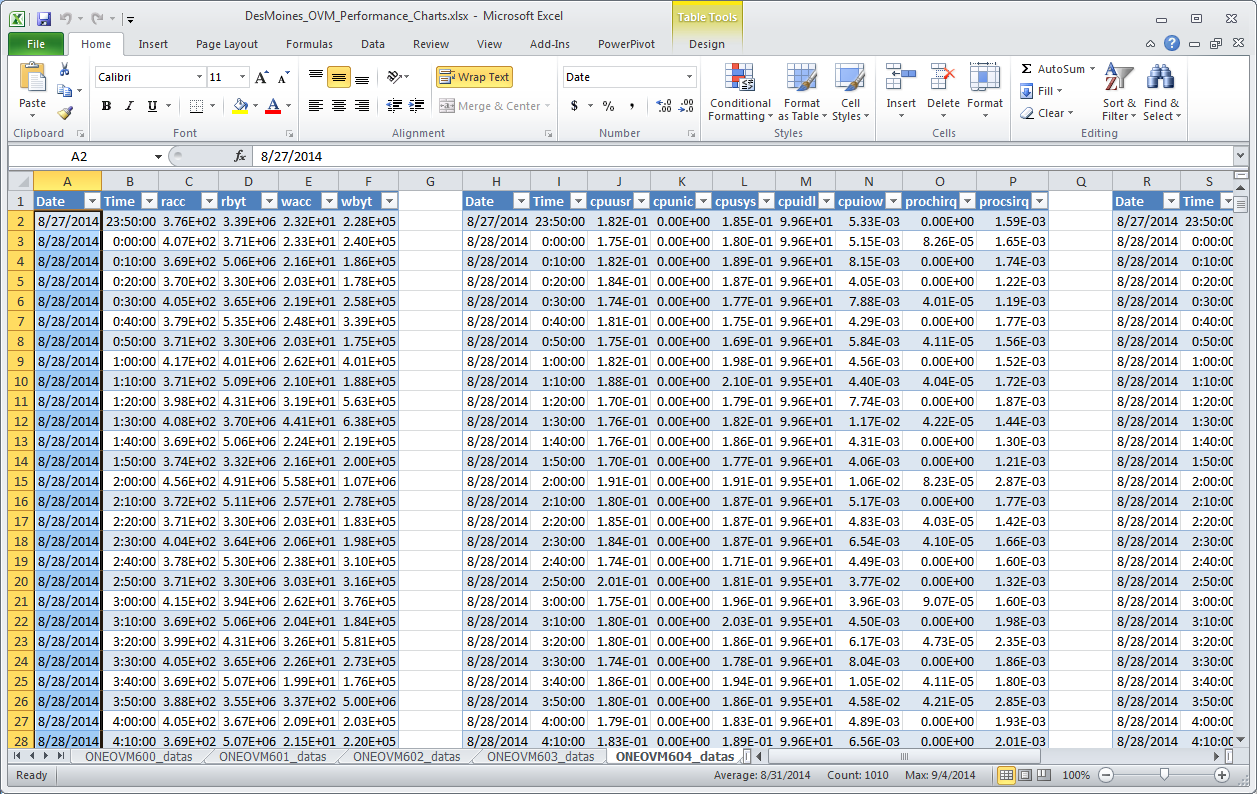 DesMoines_OVM_Performance_Charts.xlsx - Microsoft Excel
Table Tools
File Home Insert Page Layout Formulas Data Review View Add-Ins PowerPivot Design
Calibri 11 Wrap Text Date AutoSum
Paste Conditional Formatting Format as Table Cell Styles Insert Delete Format Fill Sort & Filter Find & Select
B I U Merge & Center $ % , Clear
Clipboard Font Alignment Number Styles Cells Editing
A2 fx 8/27/2014
A B C D E F G H I J K L M N O P Q R S
1 Date Time racc rbyt wacc wbyt Date Time cpuusr cpunic cpusys cpuidl cpuiow prochirq procsirq Date Time
2 8/27/2014 23:50:00 3.76E+02 3.39E+06 2.32E+01 2.28E+05 8/27/2014 23:50:00 1.82E-01 0.00E+00 1.85E-01 9.96E+01 5.33E-03 0.00E+00 1.59E-03 8/27/2014 23:50:00
3 8/28/2014 0:00:00 4.07E+02 3.71E+06 2.33E+01 2.40E+05 8/28/2014 0:00:00 1.75E-01 0.00E+00 1.80E-01 9.96E+01 5.15E-03 8.26E-05 1.65E-03 8/28/2014 0:00:00
4 8/28/2014 0:10:00 3.69E+02 5.06E+06 2.16E+01 1.86E+05 8/28/2014 0:10:00 1.82E-01 0.00E+00 1.89E-01 9.96E+01 8.15E-03 0.00E+00 1.74E-03 8/28/2014 0:10:00
5 8/28/2014 0:20:00 3.70E+02 3.30E+06 2.03E+01 1.78E+05 8/28/2014 0:20:00 1.84E-01 0.00E+00 1.87E-01 9.96E+01 4.05E-03 0.00E+00 1.22E-03 8/28/2014 0:20:00
6 8/28/2014 0:30:00 4.05E+02 3.65E+06 2.19E+01 2.58E+05 8/28/2014 0:30:00 1.74E-01 0.00E+00 1.77E-01 9.96E+01 7.88E-03 4.01E-05 1.19E-03 8/28/2014 0:30:00
7 8/28/2014 0:40:00 3.79E+02 5.35E+06 2.48E+01 3.39E+05 8/28/2014 0:40:00 1.81E-01 0.00E+00 1.75E-01 9.96E+01 4.29E-03 0.00E+00 1.77E-03 8/28/2014 0:40:00
8 8/28/2014 0:50:00 3.71E+02 3.30E+06 2.03E+01 1.75E+05 8/28/2014 0:50:00 1.75E-01 0.00E+00 1.69E-01 9.96E+01 5.84E-03 4.11E-05 1.56E-03 8/28/2014 0:50:00
9 8/28/2014 1:00:00 4.17E+02 4.01E+06 2.62E+01 4.01E+05 8/28/2014 1:00:00 1.82E-01 0.00E+00 1.98E-01 9.96E+01 4.56E-03 0.00E+00 1.52E-03 8/28/2014 1:00:00
10 8/28/2014 1:10:00 3.71E+02 5.09E+06 2.10E+01 1.88E+05 8/28/2014 1:10:00 1.88E-01 0.00E+00 2.10E-01 9.95E+01 4.40E-03 4.04E-05 1.72E-03 8/28/2014 1:10:00
11 8/28/2014 1:20:00 3.98E+02 4.31E+06 3.19E+01 5.63E+05 8/28/2014 1:20:00 1.70E-01 0.00E+00 1.79E-01 9.96E+01 7.74E-03 0.00E+00 1.87E-03 8/28/2014 1:20:00
12 8/28/2014 1:30:00 4.08E+02 3.70E+06 4.41E+01 6.38E+05 8/28/2014 1:30:00 1.76E-01 0.00E+00 1.82E-01 9.96E+01 1.17E-02 4.22E-05 1.44E-03 8/28/2014 1:30:00
13 8/28/2014 1:40:00 3.69E+02 5.06E+06 2.24E+01 2.19E+05 8/28/2014 1:40:00 1.76E-01 0.00E+00 1.86E-01 9.96E+01 4.31E-03 0.00E+00 1.30E-03 8/28/2014 1:40:00
14 8/28/2014 1:50:00 3.74E+02 3.32E+06 2.16E+01 2.00E+05 8/28/2014 1:50:00 1.70E-01 0.00E+00 1.77E-01 9.96E+01 4.06E-03 0.00E+00 1.21E-03 8/28/2014 1:50:00
15 8/28/2014 2:00:00 4.56E+02 4.91E+06 5.58E+01 1.07E+06 8/28/2014 2:00:00 1.91E-01 0.00E+00 1.91E-01 9.95E+01 1.06E-02 8.23E-05 2.87E-03 8/28/2014 2:00:00
16 8/28/2014 2:10:00 3.72E+02 5.11E+06 2.57E+01 2.78E+05 8/28/2014 2:10:00 1.80E-01 0.00E+00 1.87E-01 9.96E+01 5.17E-03 0.00E+00 1.77E-03 8/28/2014 2:10:00
17 8/28/2014 2:20:00 3.71E+02 3.30E+06 2.03E+01 1.83E+05 8/28/2014 2:20:00 1.85E-01 0.00E+00 1.87E-01 9.96E+01 4.83E-03 4.03E-05 1.42E-03 8/28/2014 2:20:00
18 8/28/2014 2:30:00 4.04E+02 3.64E+06 2.06E+01 1.98E+05 8/28/2014 2:30:00 1.84E-01 0.00E+00 1.87E-01 9.96E+01 6.54E-03 4.10E-05 1.66E-03 8/28/2014 2:30:00
19 8/28/2014 2:40:00 3.78E+02 5.30E+06 2.38E+01 3.10E+05 8/28/2014 2:40:00 1.74E-01 0.00E+00 1.71E-01 9.96E+01 4.49E-03 0.00E+00 1.60E-03 8/28/2014 2:40:00
20 8/28/2014 2:50:00 3.71E+02 3.30E+06 3.03E+01 3.16E+05 8/28/2014 2:50:00 2.01E-01 0.00E+00 1.81E-01 9.95E+01 3.77E-02 0.00E+00 1.32E-03 8/28/2014 2:50:00
21 8/28/2014 3:00:00 4.15E+02 3.94E+06 2.62E+01 3.76E+05 8/28/2014 3:00:00 1.75E-01 0.00E+00 1.96E-01 9.96E+01 3.96E-03 9.07E-05 1.60E-03 8/28/2014 3:00:00
22 8/28/2014 3:10:00 3.69E+02 5.06E+06 2.04E+01 1.84E+05 8/28/2014 3:10:00 1.80E-01 0.00E+00 2.03E-01 9.95E+01 4.50E-03 0.00E+00 1.98E-03 8/28/2014 3:10:00
23 8/28/2014 3:20:00 3.99E+02 4.31E+06 3.26E+01 5.81E+05 8/28/2014 3:20:00 1.80E-01 0.00E+00 1.86E-01 9.96E+01 6.17E-03 4.73E-05 2.35E-03 8/28/2014 3:20:00
24 8/28/2014 3:30:00 4.05E+02 3.65E+06 2.26E+01 2.73E+05 8/28/2014 3:30:00 1.74E-01 0.00E+00 1.78E-01 9.96E+01 8.04E-03 0.00E+00 1.86E-03 8/28/2014 3:30:00
25 8/28/2014 3:40:00 3.69E+02 5.07E+06 1.99E+01 1.76E+05 8/28/2014 3:40:00 1.86E-01 0.00E+00 1.94E-01 9.96E+01 1.05E-02 4.11E-05 1.80E-03 8/28/2014 3:40:00
26 8/28/2014 3:50:00 3.88E+02 3.55E+06 3.37E+02 5.00E+06 8/28/2014 3:50:00 1.80E-01 0.00E+00 1.86E-01 9.95E+01 4.58E-02 4.21E-05 2.85E-03 8/28/2014 3:50:00
27 8/28/2014 4:00:00 4.05E+02 3.67E+06 2.09E+01 2.03E+05 8/28/2014 4:00:00 1.79E-01 0.00E+00 1.83E-01 9.96E+01 4.89E-03 0.00E+00 1.93E-03 8/28/2014 4:00:00
28 8/28/2014 4:10:00 3.69E+02 5.07E+06 2.15E+01 2.20E+05 8/28/2014 4:10:00 1.83E-01 0.00E+00 1.89E-01 9.96E+01 6.56E-03 0.00E+00 2.01E-03 8/28/2014 4:10:00
ONEOVM600_datas ONEOVM601_datas ONEOVM602_datas ONEOVM603_datas ONEOVM604_datas
Ready Average: 8/31/2014 Count: 1010 Max: 9/4/2014 100%